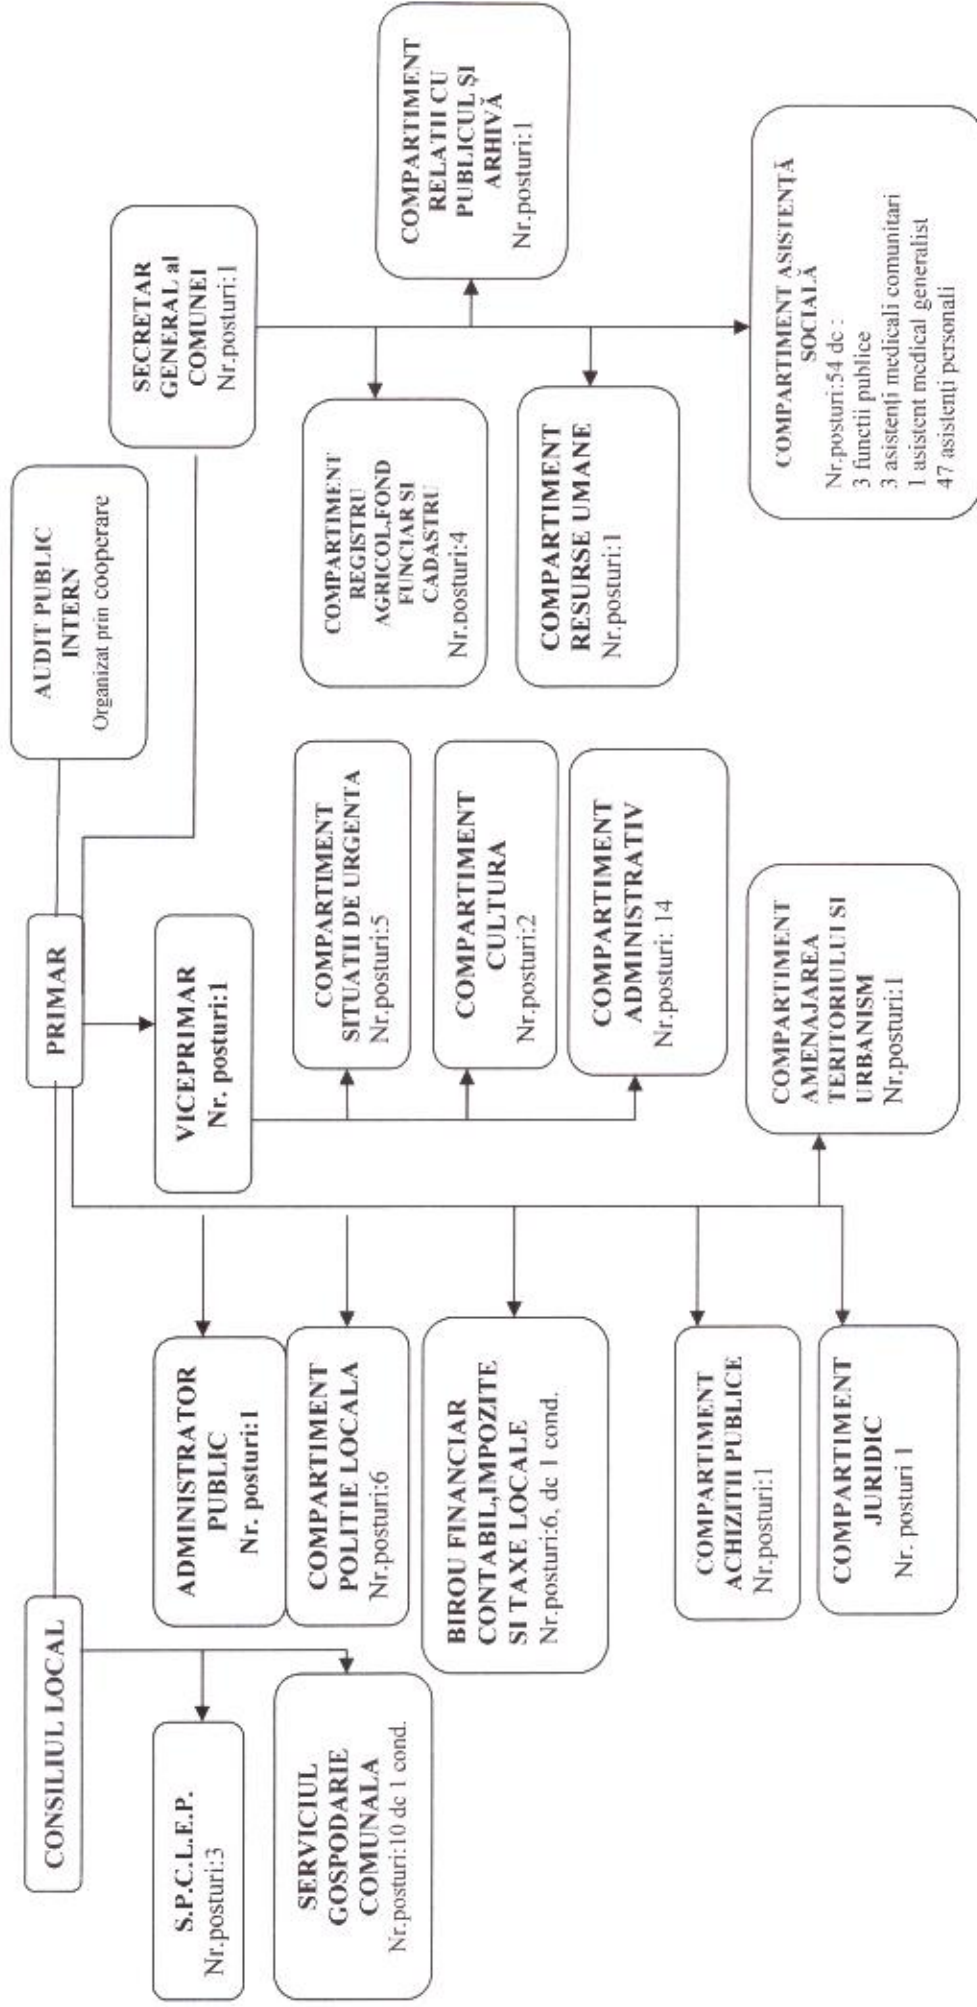 CONSILIUL LOCAL
PRIMAR
AUDIT PUBLIC
INTERN
Organizat prin cooperare
S.P.C.L.E.P.
Nr.posturi:3
SERVICIUL
GOSPODARIE
COMUNALA
Nr.posturi:10 dc 1 cond.
ADMINISTRATOR
PUBLIC
Nr. posturi:1
COMPARTIMENT
POLITIE LOCALA
Nr.posturi:6
BIROU FINANCIAR
CONTABIL,IMPOZITE
SI TAXE LOCALE
Nr.posturi:6, dc 1 cond.
COMPARTIMENT
ACHIZITII PUBLICE
Nr.posturi:1
COMPARTIMENT
JURIDIC
Nr. posturi 1
VICEPRIMAR
Nr. posturi:1
COMPARTIMENT
SITUATII DE URGENTA
Nr.posturi:5
COMPARTIMENT
CULTURA
Nr.posturi:2
COMPARTIMENT
ADMINISTRATIV
Nr.posturi: 14
COMPARTIMENT
AMENAJAREA
TERITORIULUI SI
URBANISM
Nr.posturi:1
SECRETAR
GENERAL al
COMUNEI
Nr.posturi:1
COMPARTIMENT
REGISTRU
AGRICOL,FOND
FUNCIAR SI
CADASTRU
Nr.posturi:4
COMPARTIMENT
RESURSE UMANE
Nr.posturi:1
COMPARTIMENT
RELATII CU
PUBLICUL ŞI
ARHIVĂ
Nr.posturi:1
COMPARTIMENT ASISTENŢĂ
SOCIALĂ
Nr.posturi:54 dc :
3 functii publice
3 asistenți medicali comunitari
1 asistent medical generalist
47 asistenți personali